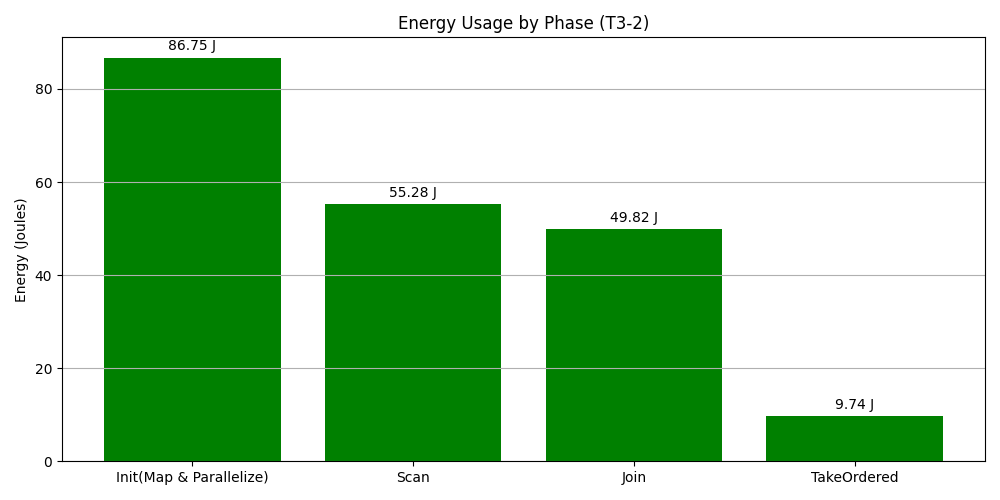 Energy Usage by Phase (T3-2)
86.75 J
55.28 J
49.82 J
9.74 J
Energy (Joules)
80
60
40
20
0
Init(Map & Parallelize)
Scan
Join
TakeOrdered